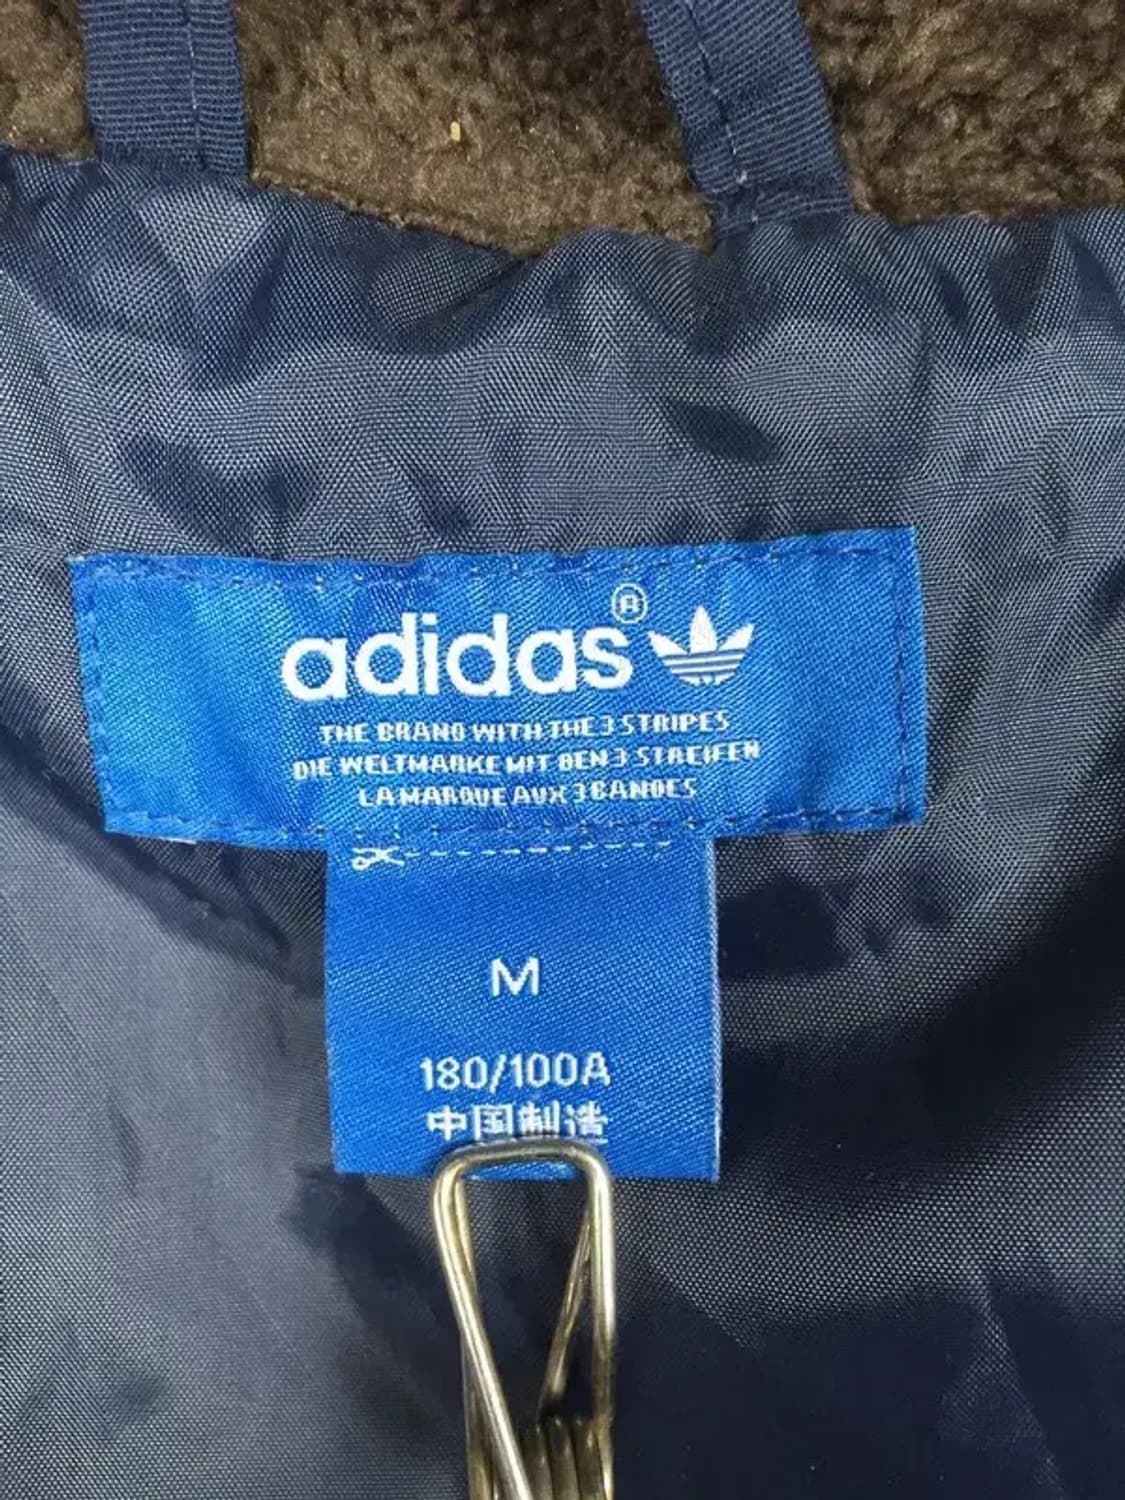 adidas®
THE BRAND WITH THE 3 STRIPES
DIE WELTMARKE MIT DEN 3 STREIFEN
LA MARQUE AUX 3 BANDES
M
180/100A
中国制造